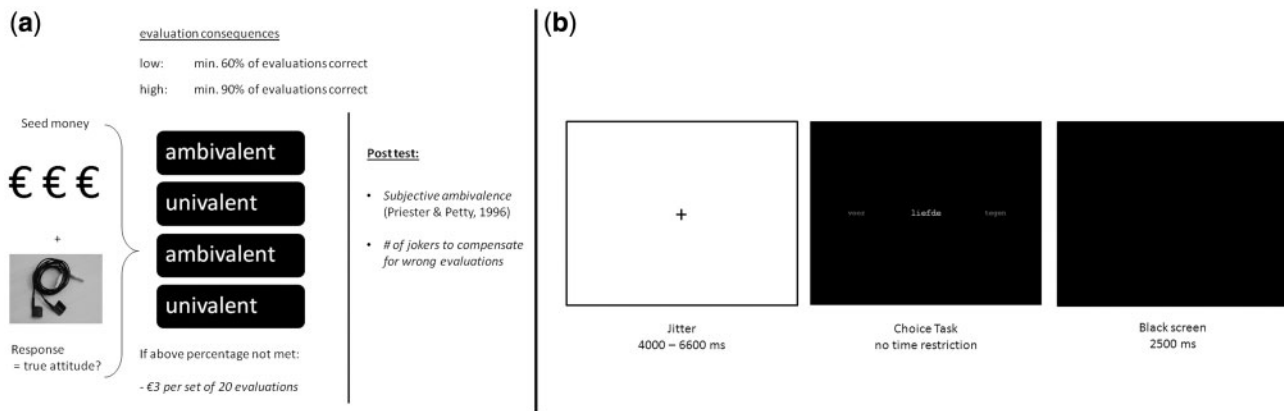 (a)
evaluation consequences
low: min. 60% of evaluations correct
high: min. 90% of evaluations correct
Seed money
€ € €
+
Response
= true attitude?
ambivalent
univalent
ambivalent
univalent
If above percentage not met:
- €3 per set of 20 evaluations
Post test:
• Subjective ambivalence
(Priester & Petty, 1996)
• # of jokers to compensate
for wrong evaluations
(b)
+
Jitter
4000 – 6600 ms
liefde tegen
Choice Task
no time restriction
Black screen
2500 ms